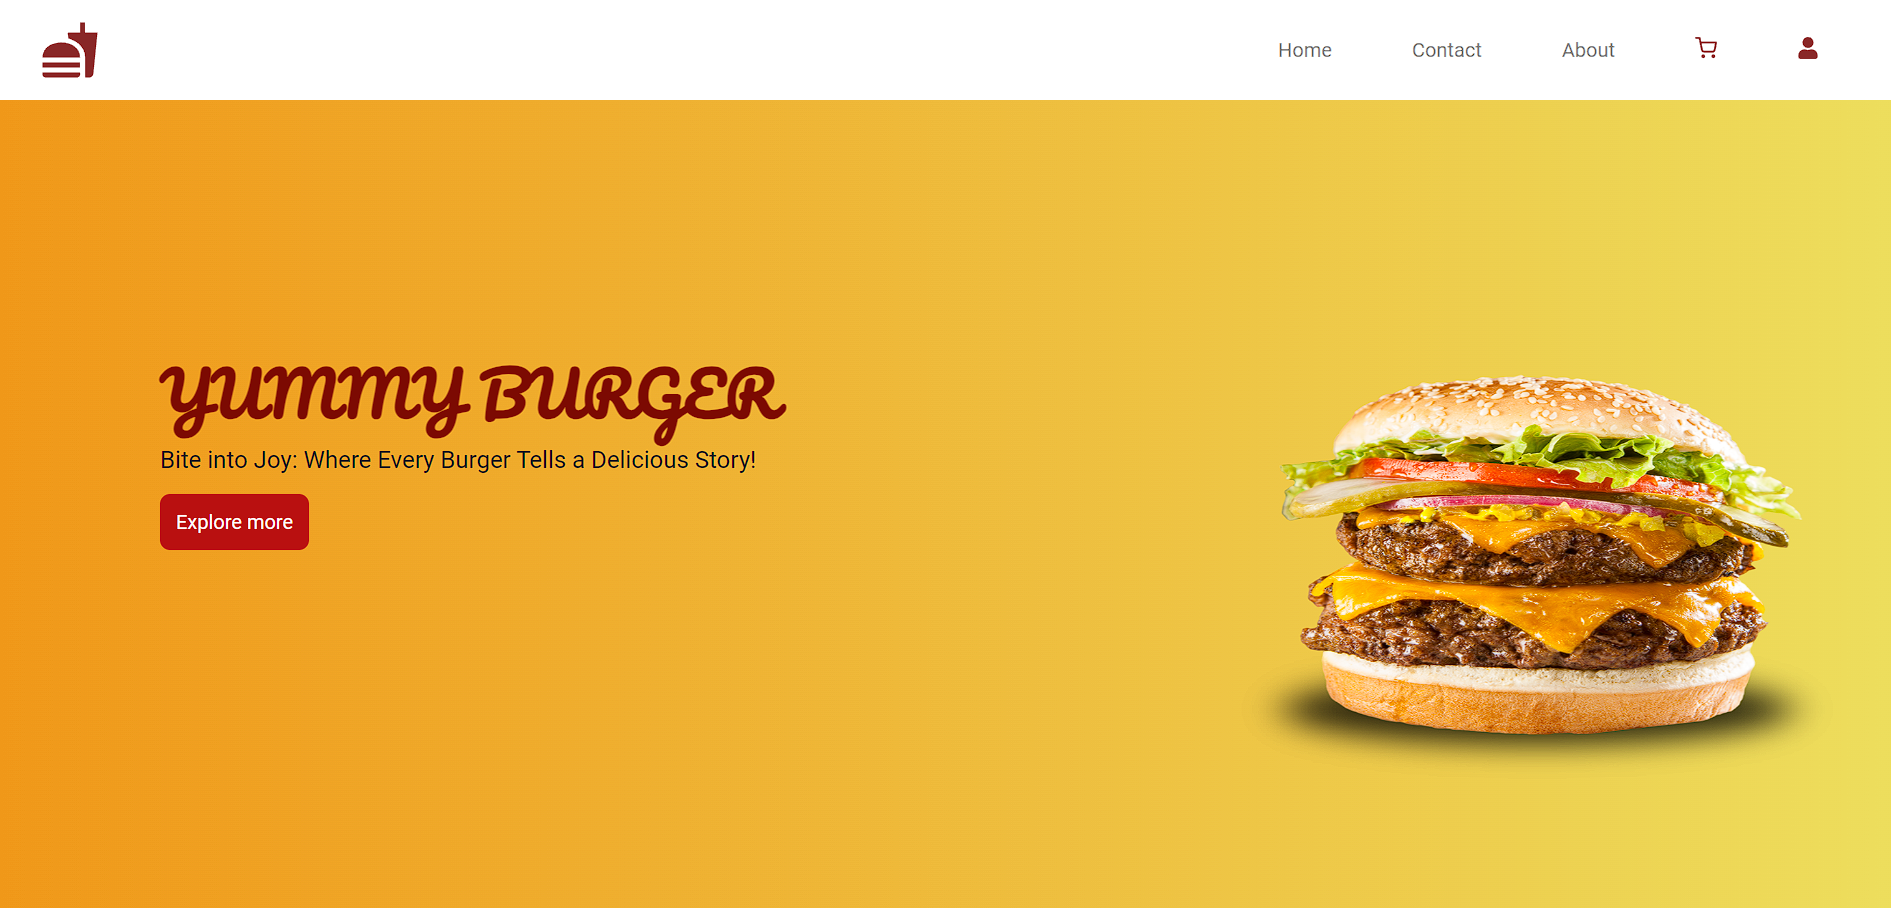 Home Contact About
YUMMY BURGER
Bite into Joy: Where Every Burger Tells a Delicious Story!
Explore more